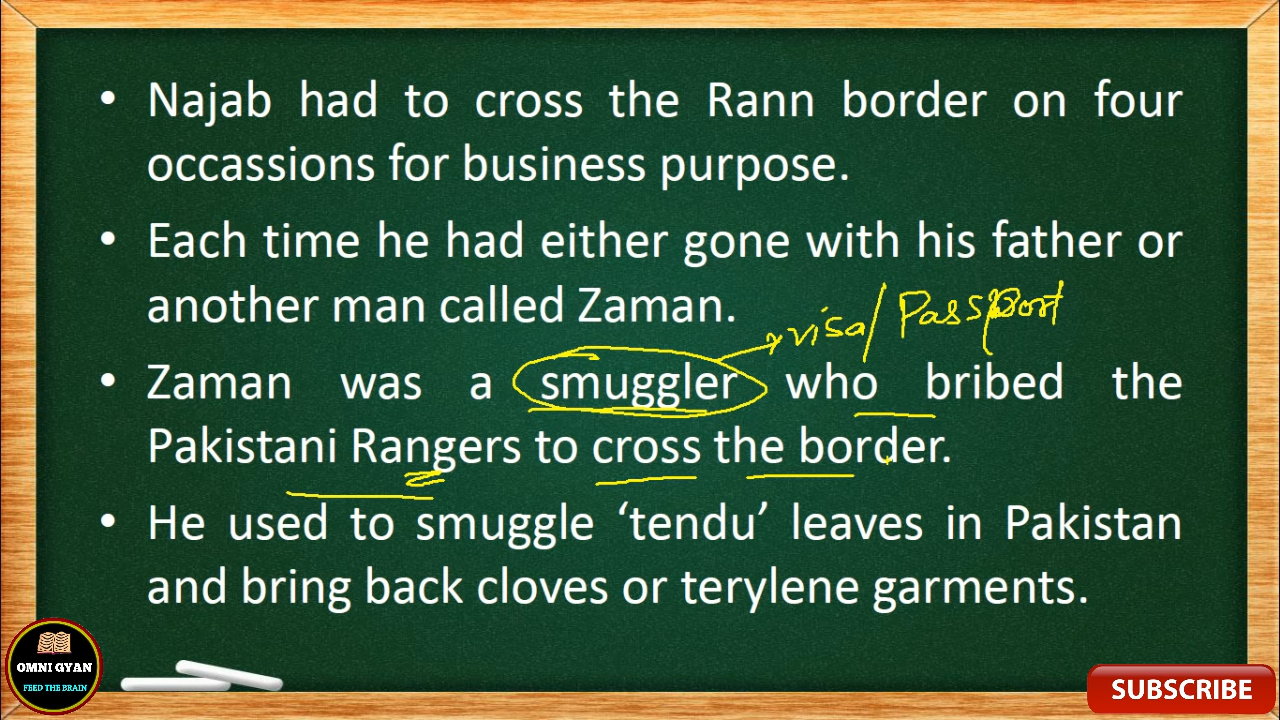 • Najab had to cross the Rann border on four
occassions for business purpose.
• Each time he had either gone with his father or
another man called Zaman.
visa/Passport
• Zaman was a smuggler who bribed the
Pakistani Rangers to cross the border.
• He used to smuggle ‘tendu’ leaves in Pakistan
and bring back cloves or terylene garments.
OMNI GYAN
FEED THE BRAIN
SUBSCRIBE